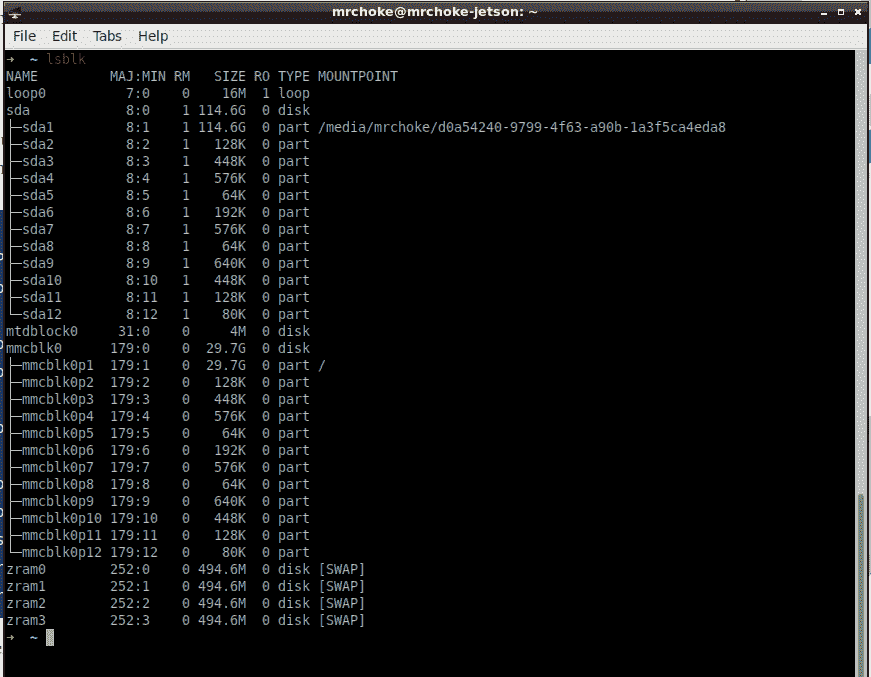 mrchoke@mrchoke-jetson: ~
File Edit Tabs Help
→ ~ lsblk
NAME MAJ:MIN RM SIZE RO TYPE MOUNTPOINT
loop0 7:0 0 16M 1 loop
sda 8:0 1 114.6G 0 disk
├─sda1 8:1 1 114.6G 0 part /media/mrchoke/d0a54240-9799-4f63-a90b-1a3f5ca4eda8
├─sda2 8:2 1 128K 0 part
├─sda3 8:3 1 448K 0 part
├─sda4 8:4 1 576K 0 part
├─sda5 8:5 1 64K 0 part
├─sda6 8:6 1 192K 0 part
├─sda7 8:7 1 576K 0 part
├─sda8 8:8 1 64K 0 part
├─sda9 8:9 1 640K 0 part
├─sda10 8:10 1 448K 0 part
├─sda11 8:11 1 128K 0 part
└─sda12 8:12 1 80K 0 part
mtdblock0 31:0 0 4M 0 disk
mmcblk0 179:0 0 29.7G 0 disk
├─mmcblk0p1 179:1 0 29.7G 0 part /
├─mmcblk0p2 179:2 0 128K 0 part
├─mmcblk0p3 179:3 0 448K 0 part
├─mmcblk0p4 179:4 0 576K 0 part
├─mmcblk0p5 179:5 0 64K 0 part
├─mmcblk0p6 179:6 0 192K 0 part
├─mmcblk0p7 179:7 0 576K 0 part
├─mmcblk0p8 179:8 0 64K 0 part
├─mmcblk0p9 179:9 0 640K 0 part
├─mmcblk0p10 179:10 0 448K 0 part
├─mmcblk0p11 179:11 0 128K 0 part
└─mmcblk0p12 179:12 0 80K 0 part
zram0 252:0 0 494.6M 0 disk [SWAP]
zram1 252:1 0 494.6M 0 disk [SWAP]
zram2 252:2 0 494.6M 0 disk [SWAP]
zram3 252:3 0 494.6M 0 disk [SWAP]
→ ~